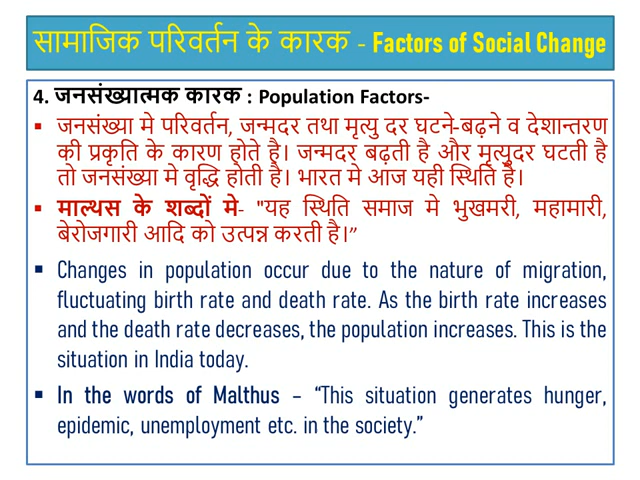 सामाजिक परिवर्तन के कारक - Factors of Social Change
4. जनसंख्यात्मक कारक : Population Factors-
▪ जनसंख्या मे परिवर्तन, जन्मदर तथा मृत्यु दर घटने-बढ़ने व देशान्तरण
की प्रकृति के कारण होते है। जन्मदर बढ़ती है और मृत्युदर घटती है
तो जनसंख्या मे वृद्धि होती है। भारत मे आज यही स्थिति है।
▪ माल्थस के शब्दों मे- "यह स्थिति समाज मे भुखमरी, महामारी,
बेरोजगारी आदि को उत्पन्न करती है।”
▪ Changes in population occur due to the nature of migration,
fluctuating birth rate and death rate. As the birth rate increases
and the death rate decreases, the population increases. This is the
situation in India today.
▪ In the words of Malthus – “This situation generates hunger,
epidemic, unemployment etc. in the society.”